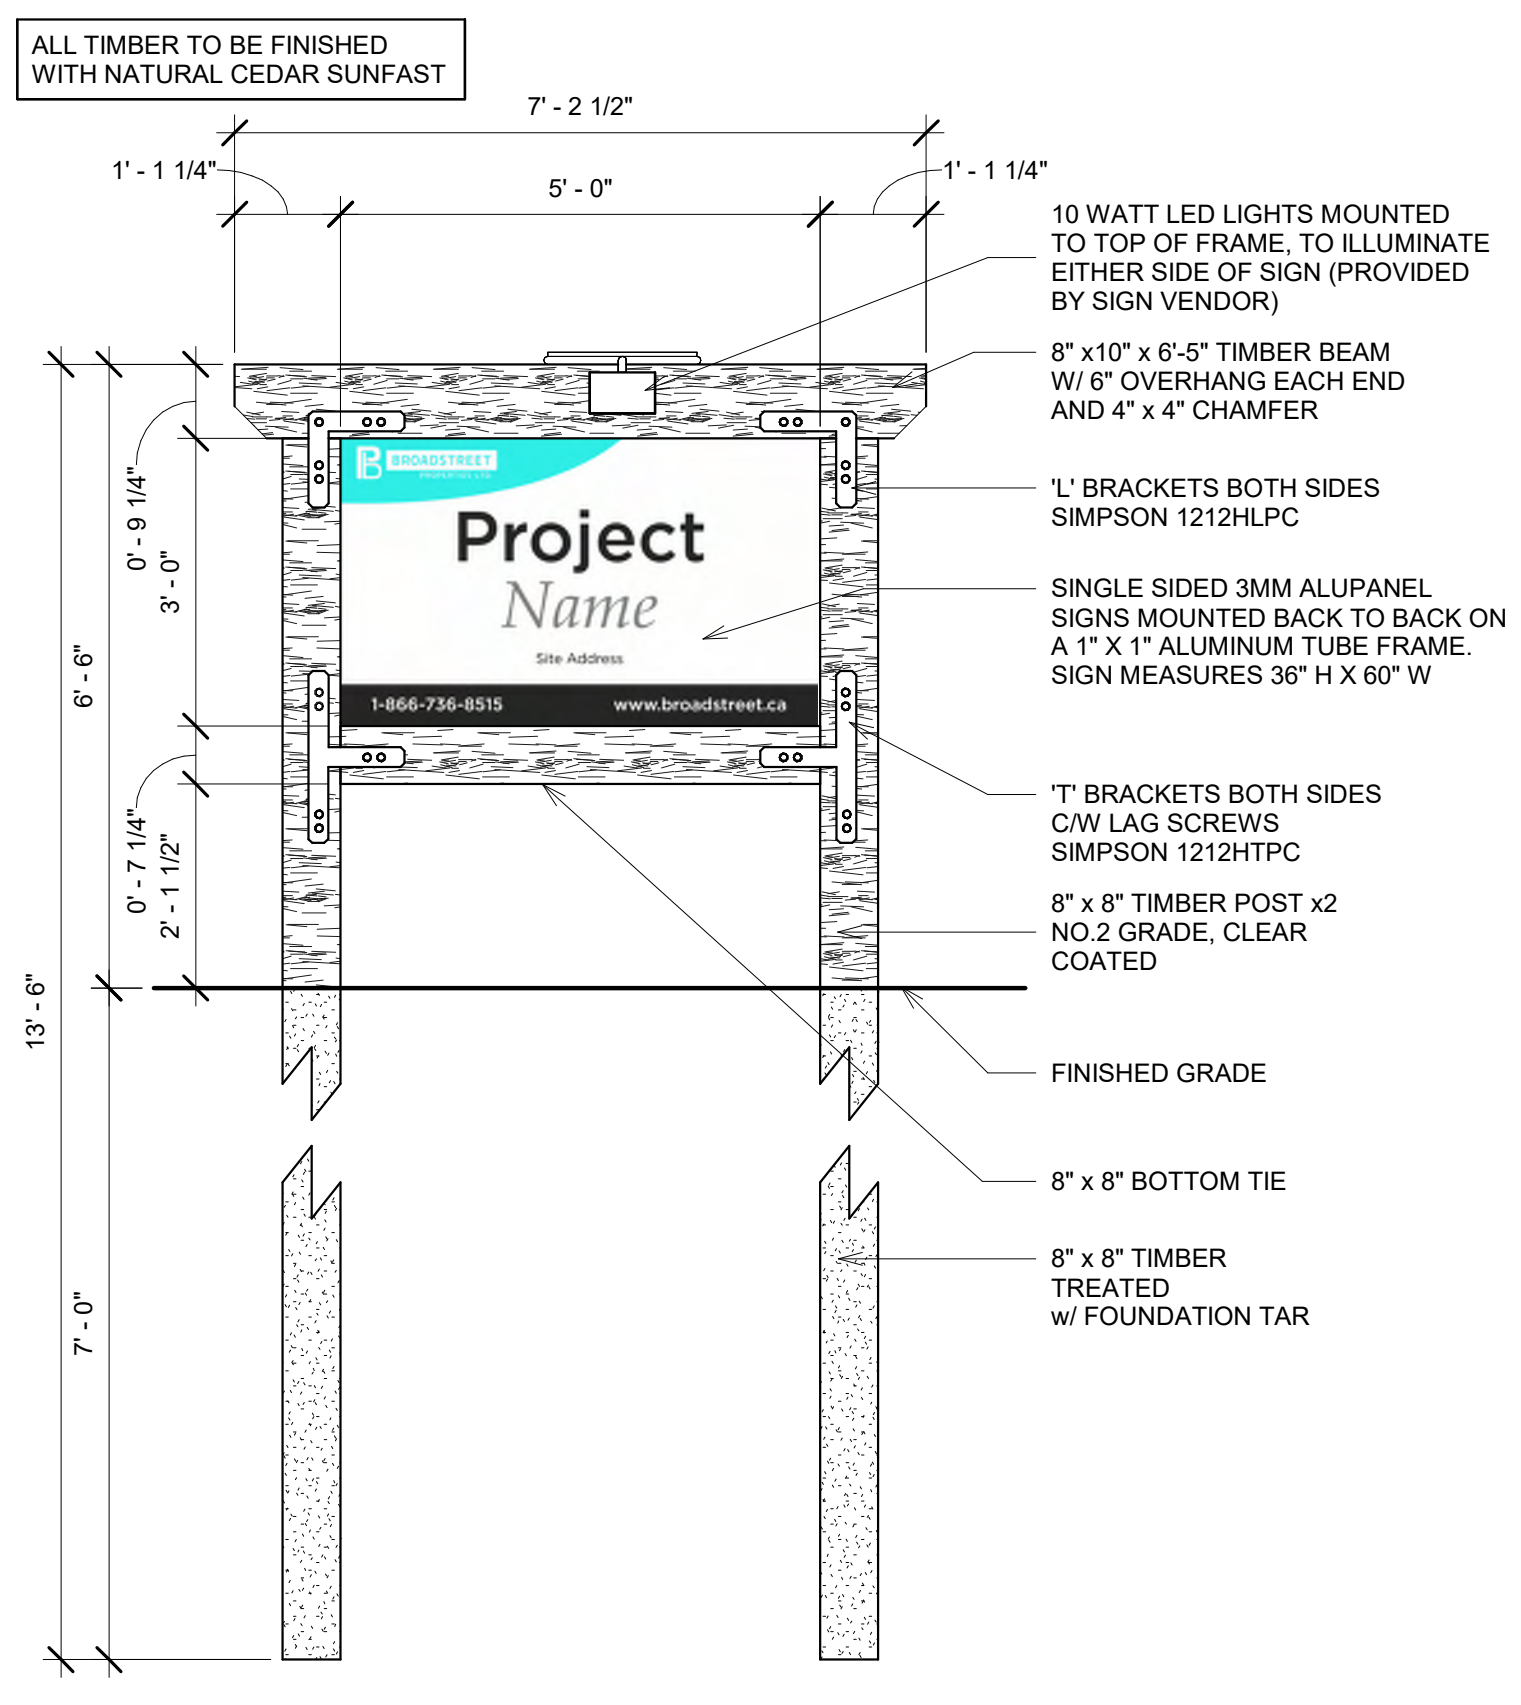 ALL TIMBER TO BE FINISHED
WITH NATURAL CEDAR SUNFAST
7' - 2 1/2"
1' - 1 1/4"
5' - 0"
1' - 1 1/4"
10 WATT LED LIGHTS MOUNTED
TO TOP OF FRAME, TO ILLUMINATE
EITHER SIDE OF SIGN (PROVIDED
BY SIGN VENDOR)
8" x10" x 6'-5" TIMBER BEAM
W/ 6" OVERHANG EACH END
AND 4" x 4" CHAMFER
'L' BRACKETS BOTH SIDES
SIMPSON 1212HLPC
SINGLE SIDED 3MM ALUPANEL
SIGNS MOUNTED BACK TO BACK ON
A 1" X 1" ALUMINUM TUBE FRAME.
SIGN MEASURES 36" H X 60" W
'T' BRACKETS BOTH SIDES
C/W LAG SCREWS
SIMPSON 1212HTPC
8" x 8" TIMBER POST x2
NO.2 GRADE, CLEAR
COATED
FINISHED GRADE
8" x 8" BOTTOM TIE
8" x 8" TIMBER
TREATED
w/ FOUNDATION TAR
BROADSTREET
PROPERTIES LTD.
Project
Name
Site Address
1-866-736-8515
www.broadstreet.ca
0' - 9 1/4"
3' - 0"
6' - 6"
0' - 7 1/4"
2' - 1 1/2"
13' - 6"
7' - 0"